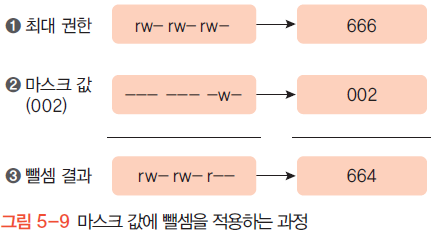 ❶ 최대 권한 rw- rw- rw- 666
❷ 마스크 값 (002) --- --- -w- 002
❸ 뺄셈 결과 rw- rw- r-- 664
그림 5-9 마스크 값에 뺄셈을 적용하는 과정